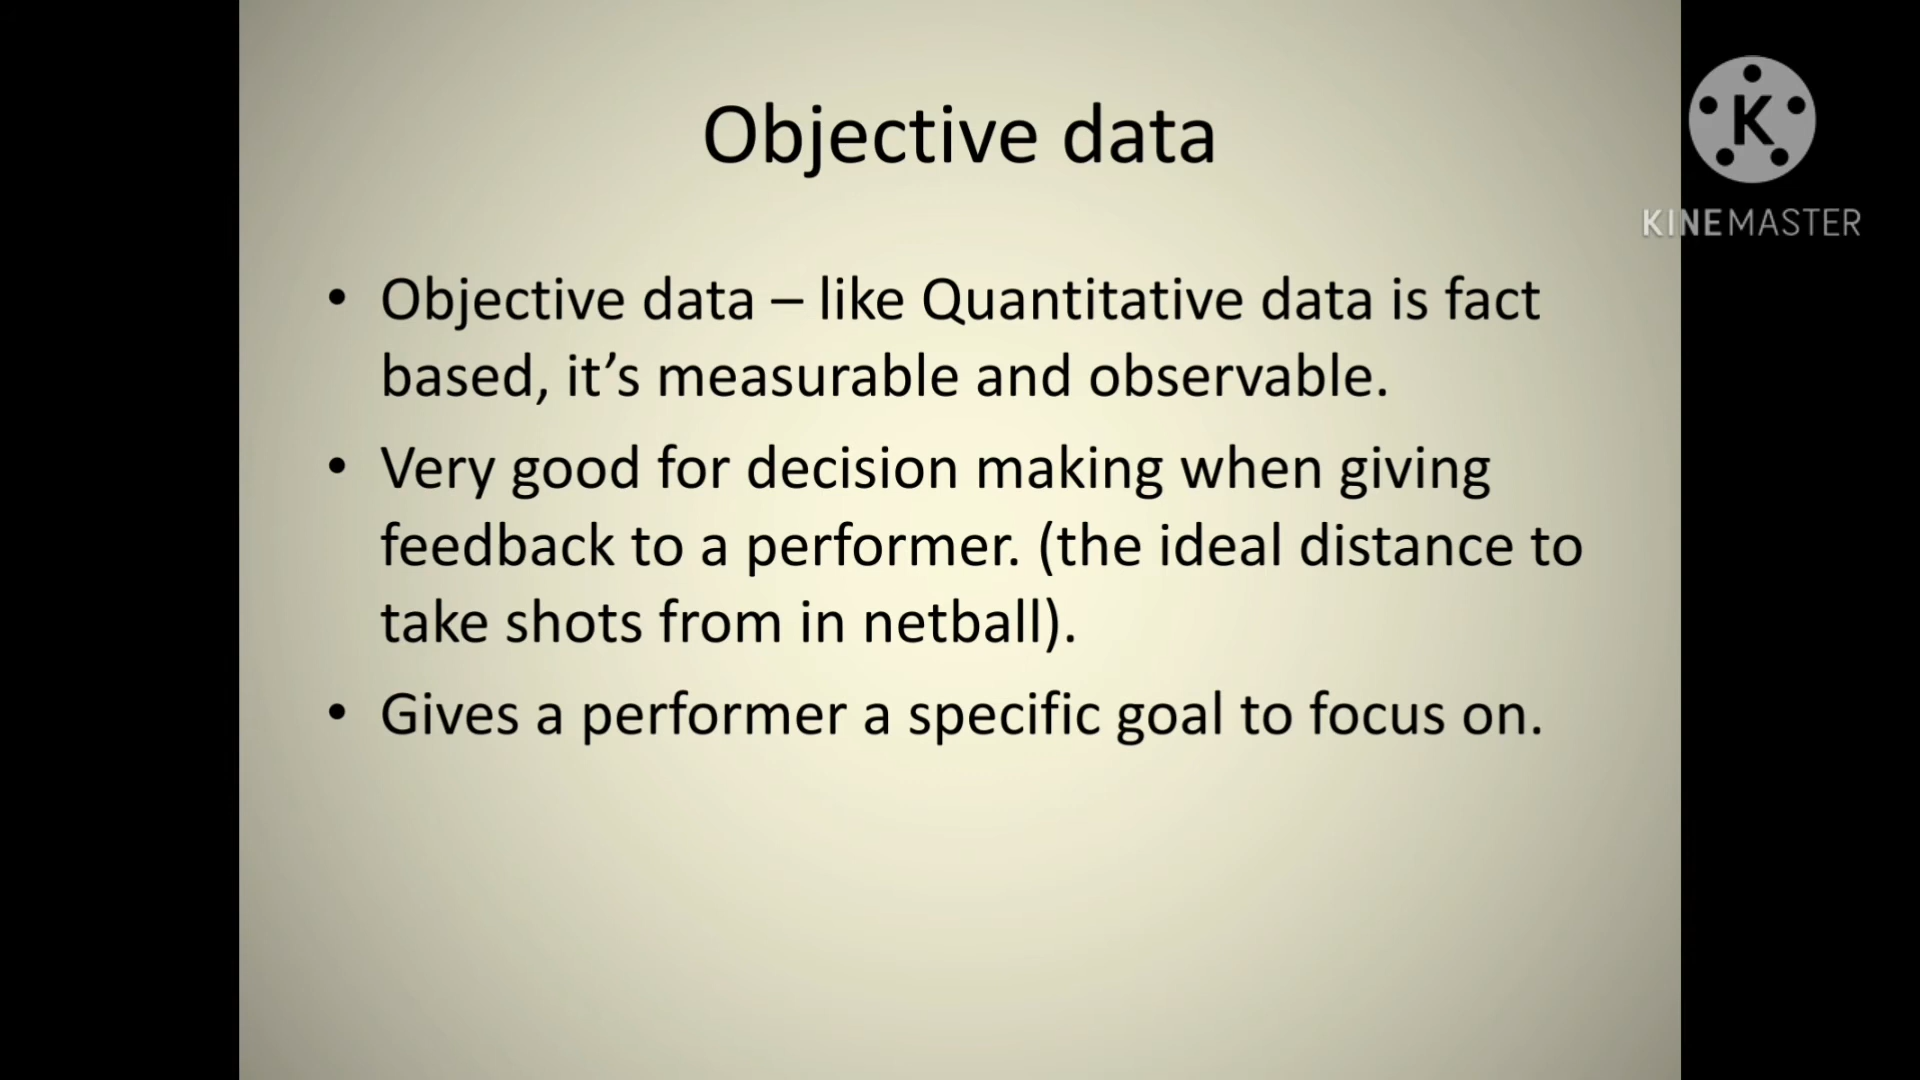 Objective data
K
KINEMASTER
• Objective data – like Quantitative data is fact
based, it’s measurable and observable.
• Very good for decision making when giving
feedback to a performer. (the ideal distance to
take shots from in netball).
• Gives a performer a specific goal to focus on.